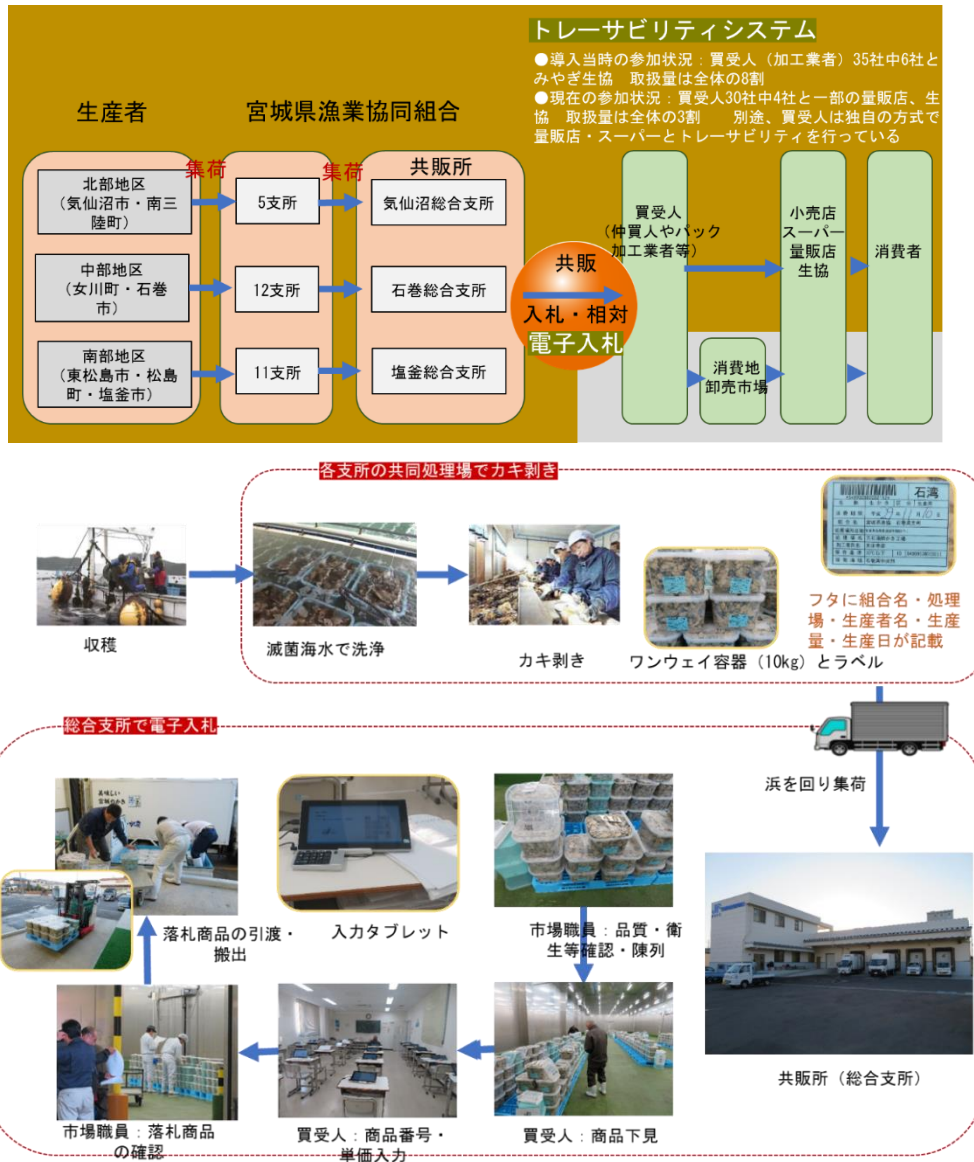 トレーサビリティシステム
●導入当時の参加状況：買受人（加工業者）35社中6社と
みやぎ生協　取扱量は全体の8割
●現在の参加状況：買受人30社中4社と一部の量販店、生
協　取扱量は全体の3割　　別途、買受人は独自の方式で
量販店・スーパーとトレーサビリティを行っている
生産者
宮城県漁業協同組合
集荷
集荷
共販所
北部地区
（気仙沼市・南三
陸町）
5支所
気仙沼総合支所
中部地区
（女川町・石巻
市）
12支所
石巻総合支所
南部地区
（東松島市・松島
町・塩釜市）
11支所
塩釜総合支所
共販
入札・相対
電子入札
買受人
（仲買人やパック
加工業者等）
消費地
卸売市場
小売店
スーパー
量販店
生協
消費者
各支所の共同処理場でカキ剥き
収穫
滅菌海水で洗浄
カキ剥き
ワンウェイ容器（10kg）とラベル
石湾
フタに組合名・処理
場・生産者名・生産
量・生産日が記載
総合支所で電子入札
浜を回り集荷
共販所（総合支所）
市場職員：品質・衛
生等確認・陳列
買受人：商品下見
入力タブレット
買受人：商品番号・
単価入力
市場職員：落札商品
の確認
落札商品の引渡・
搬出